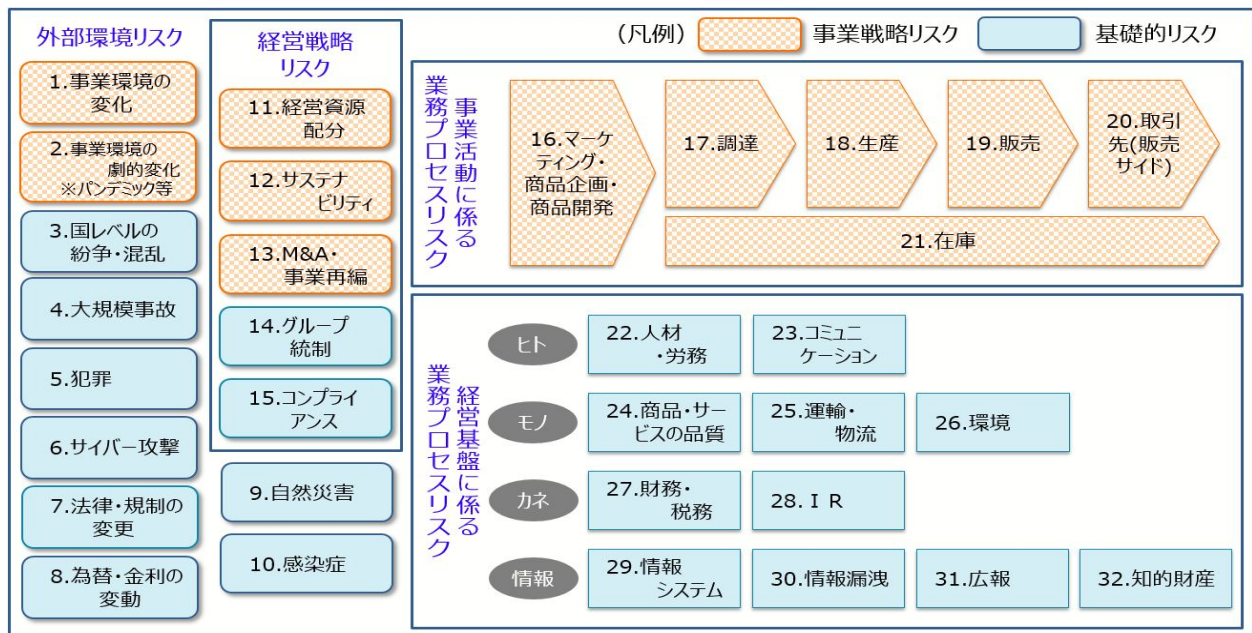 外部環境リスク
1.事業環境の
変化
2.事業環境の
劇的変化
※パンデミック等
3.国レベルの
紛争・混乱
4.大規模事故
5.犯罪
6.サイバー攻撃
7.法律・規制の
変更
8.為替・金利の
変動
経営戦略
リスク
11.経営資源
配分
12.サステナ
ビリティ
13.M&A・
事業再編
14.グループ
統制
15.コンプライ
アンス
9.自然災害
10.感染症
(凡例)
事業戦略リスク
基礎的リスク
事業活動に係る
業務プロセスリスク
16.マーケ
ティング・
商品企画・
商品開発
17.調達
18.生産
19.販売
20.取引
先(販売
サイド)
21.在庫
経営基盤に係る
業務プロセスリスク
ヒト
22.人材
・労務
23.コミュニ
ケーション
モノ
24.商品・サー
ビスの品質
25.運輸・
物流
26.環境
カネ
27.財務・
税務
28.ＩＲ
情報
29.情報
システム
30.情報漏洩
31.広報
32.知的財産